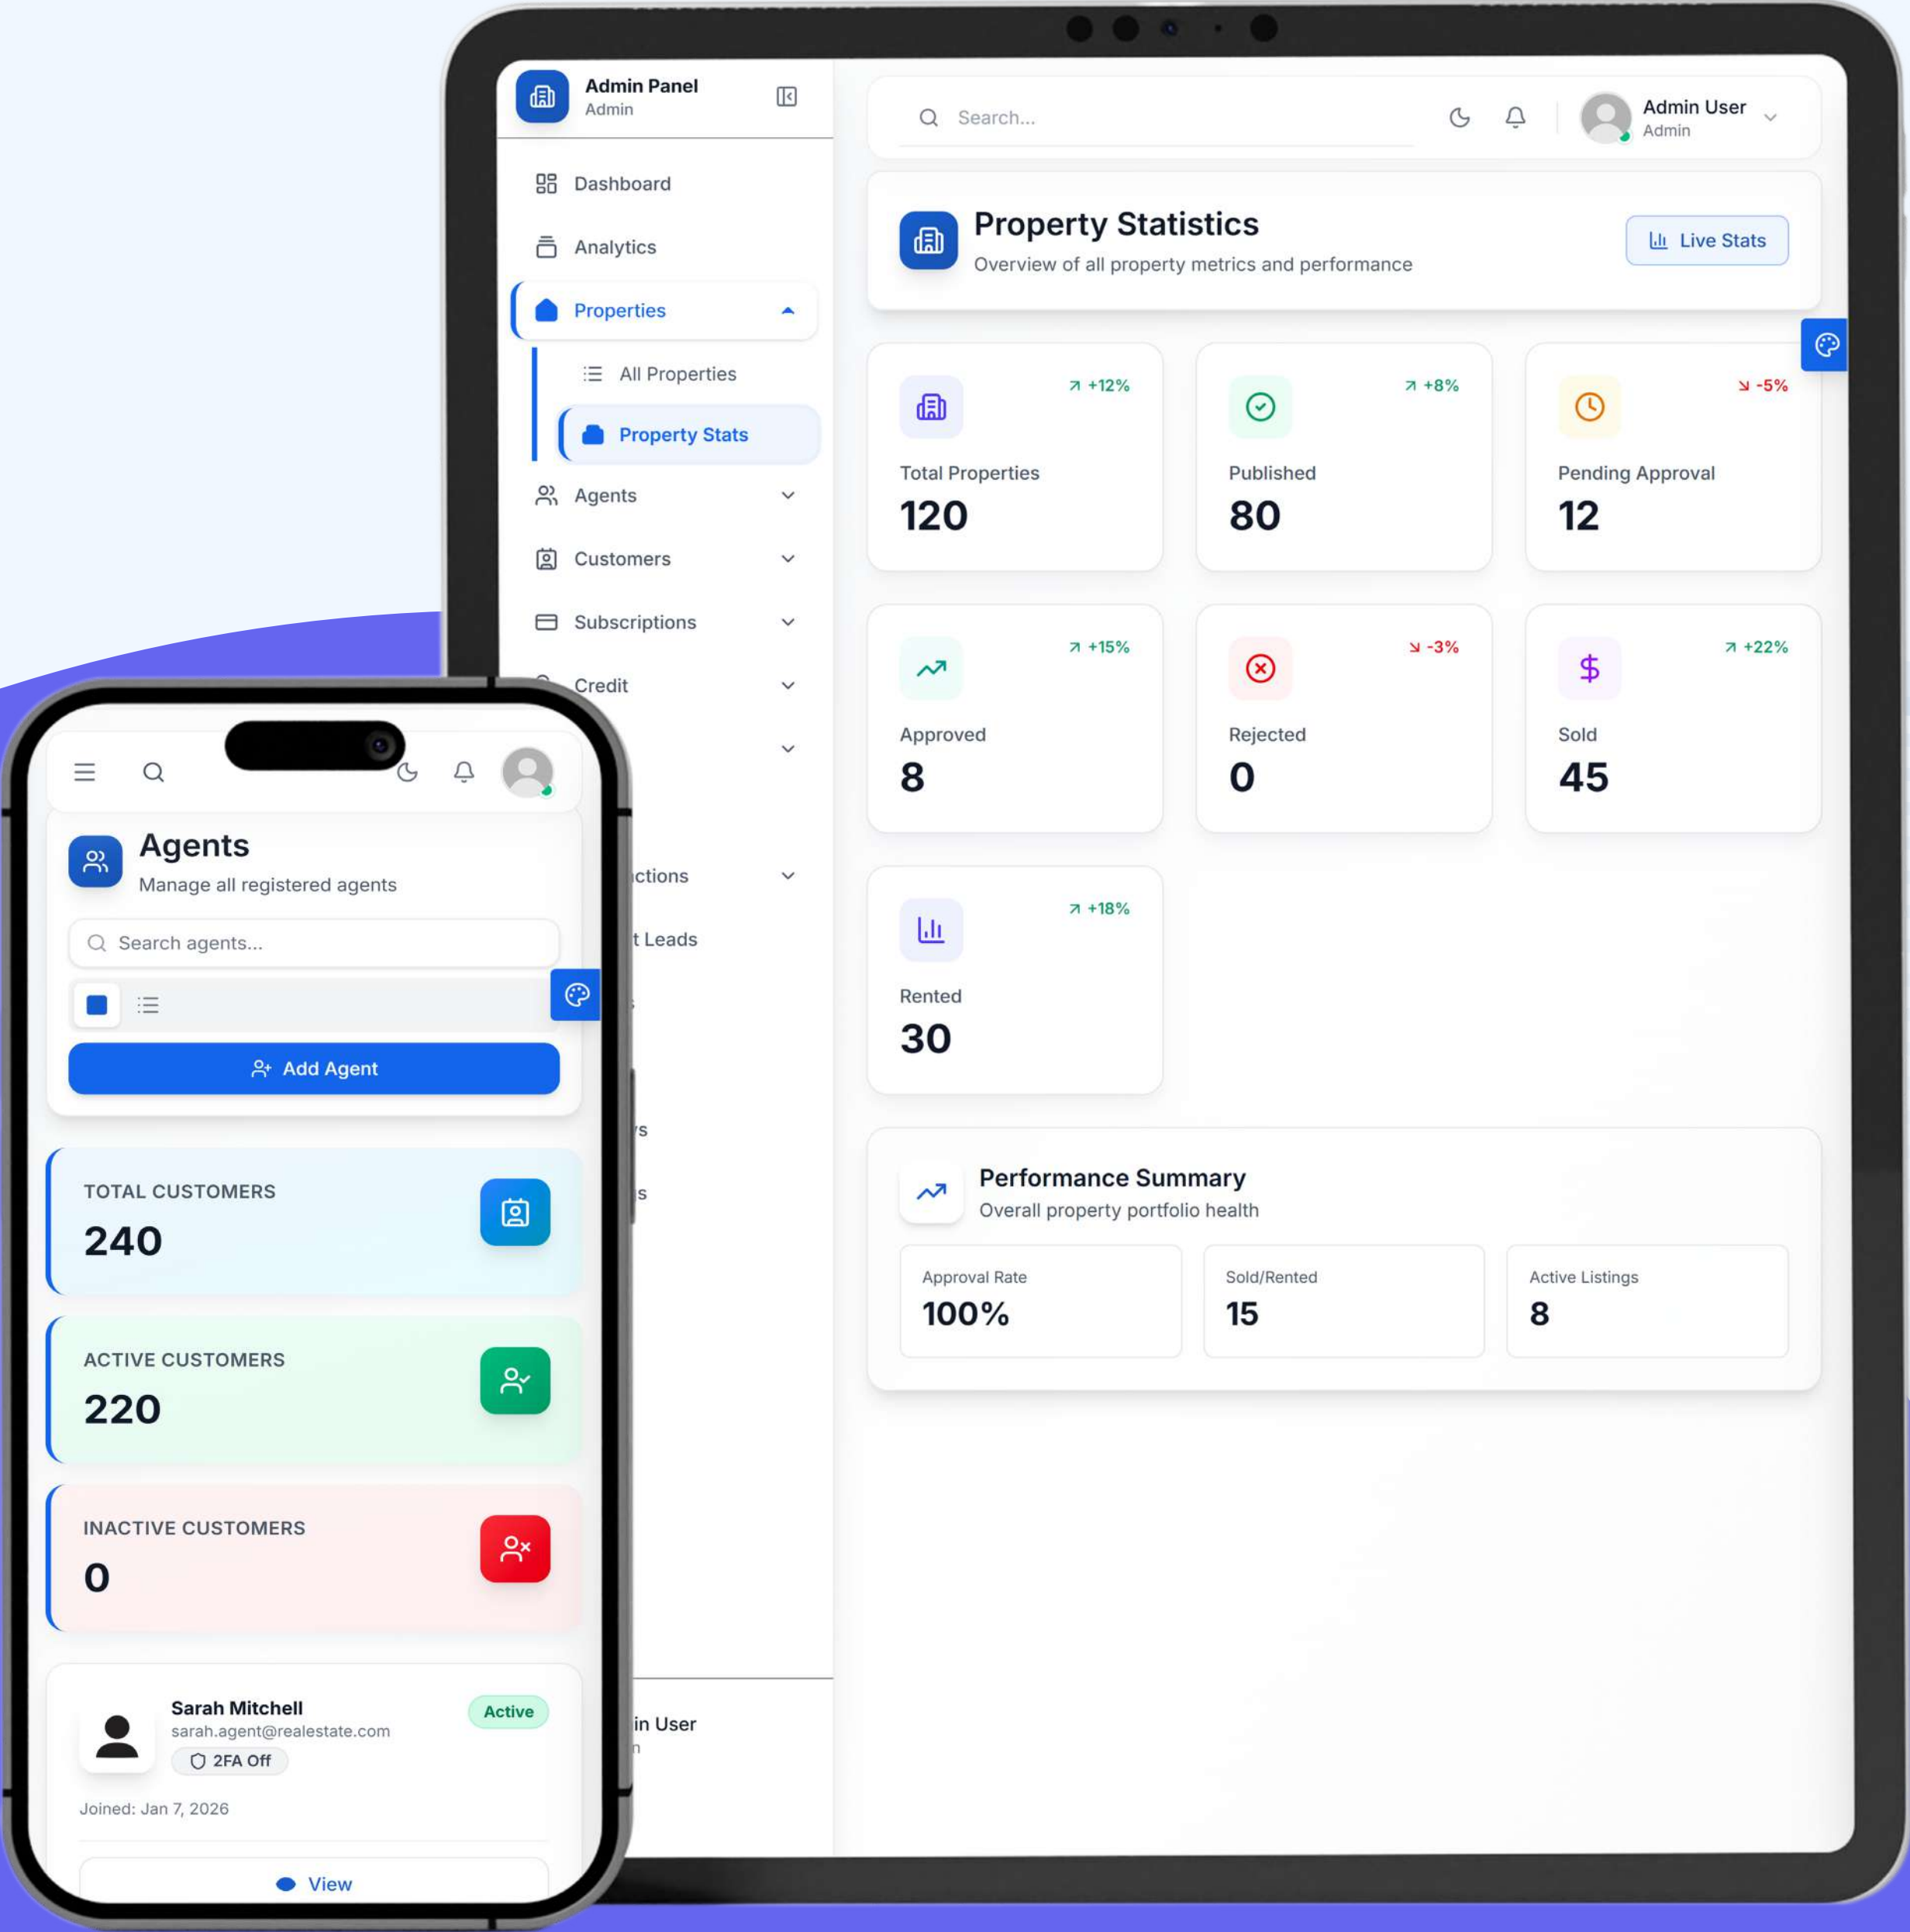 Admin Panel
Admin
Dashboard
Analytics
Properties
All Properties
Property Stats
Agents
Customers
Subscriptions
Credit
ctions
t Leads
s
in User
Search...
Admin User
Admin
Property Statistics
Overview of all property metrics and performance
Live Stats
+12%
Total Properties
120
+8%
Published
80
-5%
Pending Approval
12
+15%
Approved
8
-3%
Rejected
0
+22%
Sold
45
+18%
Rented
30
Performance Summary
Overall property portfolio health
Approval Rate
100%
Sold/Rented
15
Active Listings
8
Agents
Manage all registered agents
Search agents...
Add Agent
TOTAL CUSTOMERS
240
ACTIVE CUSTOMERS
220
INACTIVE CUSTOMERS
0
Sarah Mitchell
sarah.agent@realestate.com
Active
2FA Off
Joined: Jan 7, 2026
View